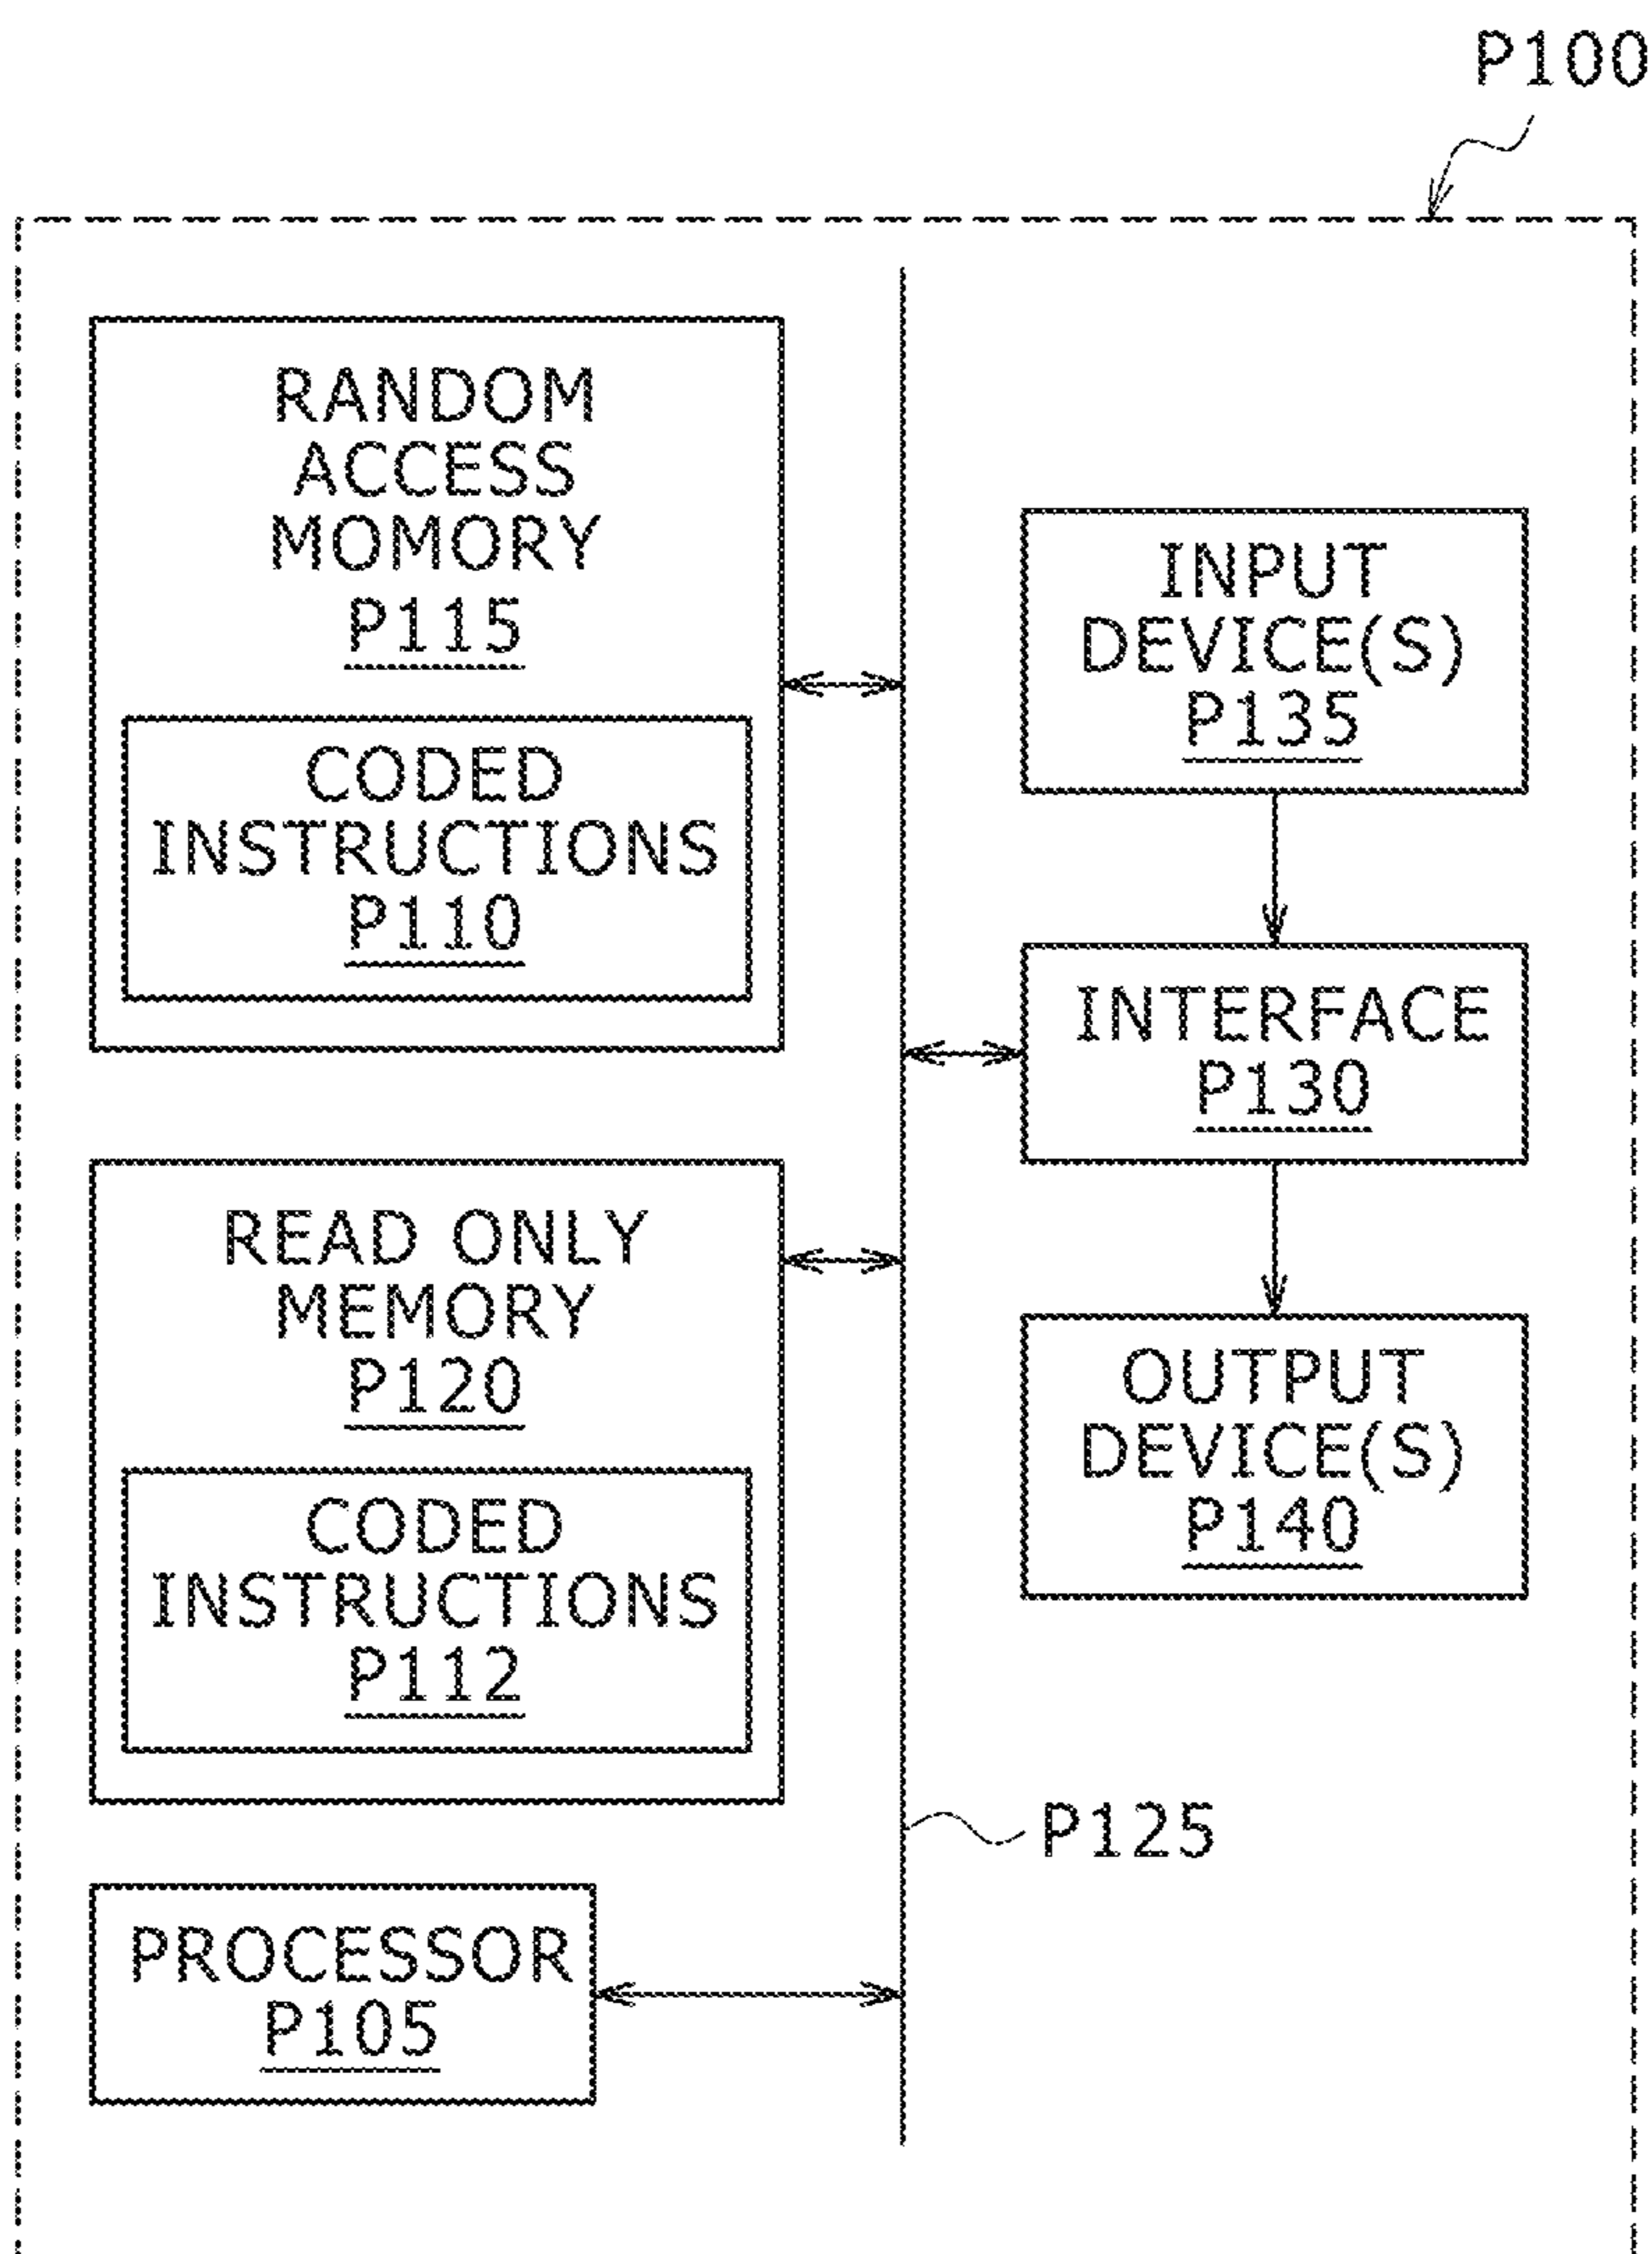 P100
RANDOM
ACCESS
MOMORY
P115
CODED
INSTRUCTIONS
P110
READ ONLY
MEMORY
P120
CODED
INSTRUCTIONS
P112
PROCESSOR
P105
INPUT
DEVICE(S)
P135
INTERFACE
P130
OUTPUT
DEVICE(S)
P140
P125